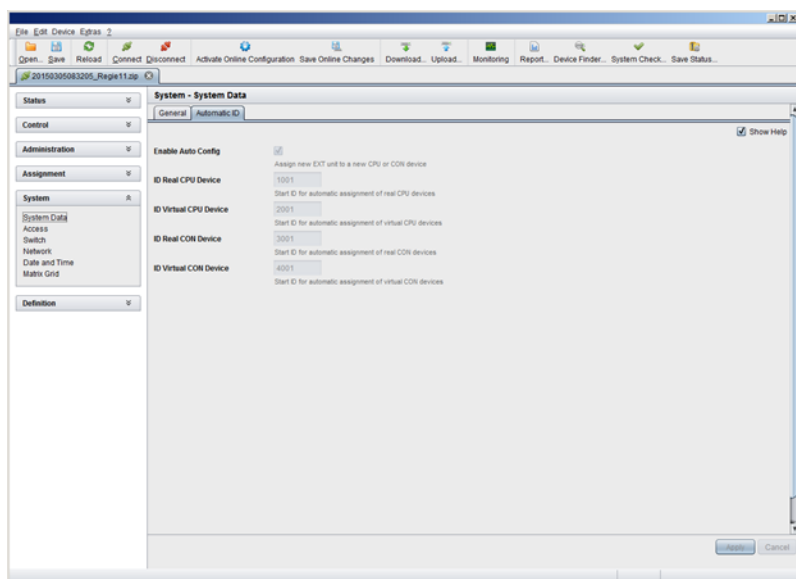 File Edit Device Extras ?
Open... Save Reload Connect Disconnect Activate Online Configuration Save Online Changes Download... Upload... Monitoring Report... Device Finder... System Check... Save Status...
20150305083205_Regie11.zip
Status
Control
Administration
Assignment
System
System Data
Access
Switch
Network
Date and Time
Matrix Grid
Definition
System - System Data
General Automatic ID
Show Help
Enable Auto Config
Assign new EXT unit to a new CPU or CON device
ID Real CPU Device 1001
Start ID for automatic assignment of real CPU devices
ID Virtual CPU Device 2001
Start ID for automatic assignment of virtual CPU devices
ID Real CON Device 3001
Start ID for automatic assignment of real CON devices
ID Virtual CON Device 4001
Start ID for automatic assignment of virtual CON devices
Apply Cancel